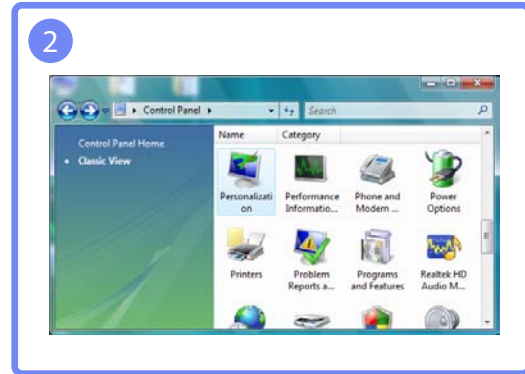 2
Control Panel
Search
Name Category
Control Panel Home
Classic View
Personalizati
on
Performance
Informatio...
Phone and
Modem ...
Power
Options
Printers
Problem
Reports a...
Programs
and Features
Realtek HD
Audio M...